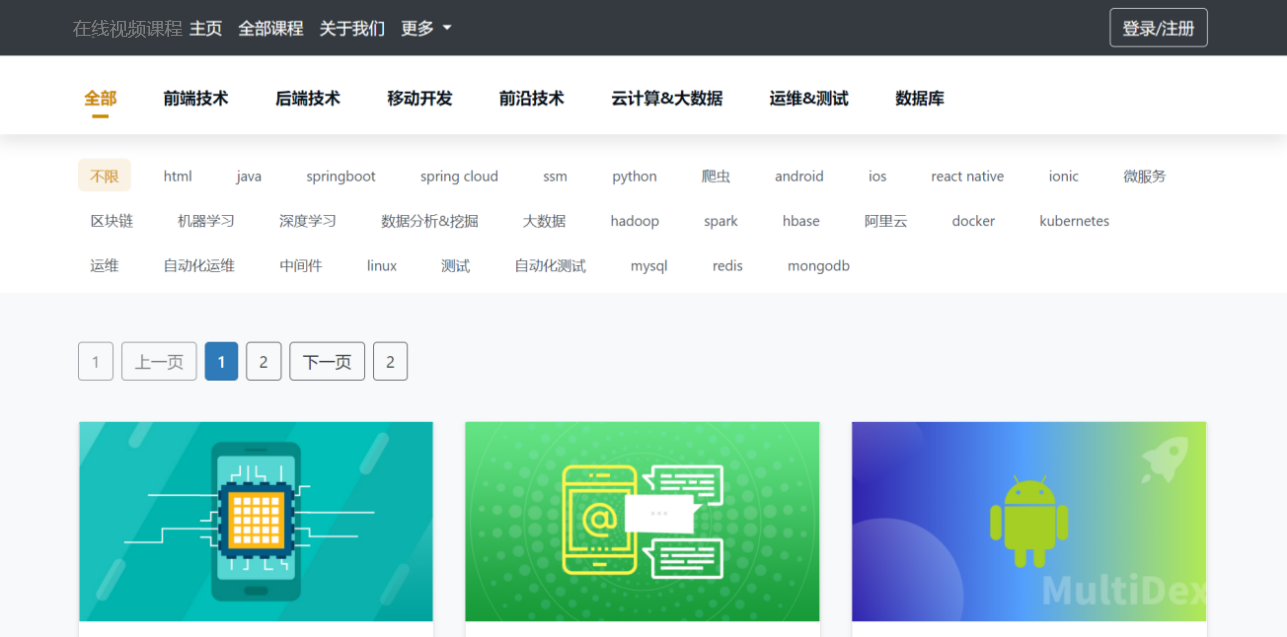 在线视频课程 主页 全部课程 关于我们 更多 登录/注册
全部 前端技术 后端技术 移动开发 前沿技术 云计算&大数据 运维&测试 数据库
不限 html java springboot spring cloud ssm python 爬虫 android ios react native ionic 微服务
区块链 机器学习 深度学习 数据分析&挖掘 大数据 hadoop spark hbase 阿里云 docker kubernetes
运维 自动化运维 中间件 linux 测试 自动化测试 mysql redis mongodb
1 上一页 1 2 下一页 2
@
MultiDex